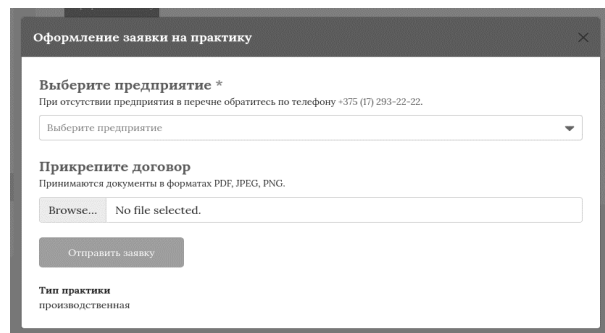 Оформление заявки на практику
Выберите предприятие *
При отсутствии предприятия в перечне обратитесь по телефону +375 (17) 293-22-22.
Выберите предприятие
Прикрепите договор
Принимаются документы в форматах PDF, JPEG, PNG.
Browse... No file selected.
Отправить заявку
Тип практики
производственная